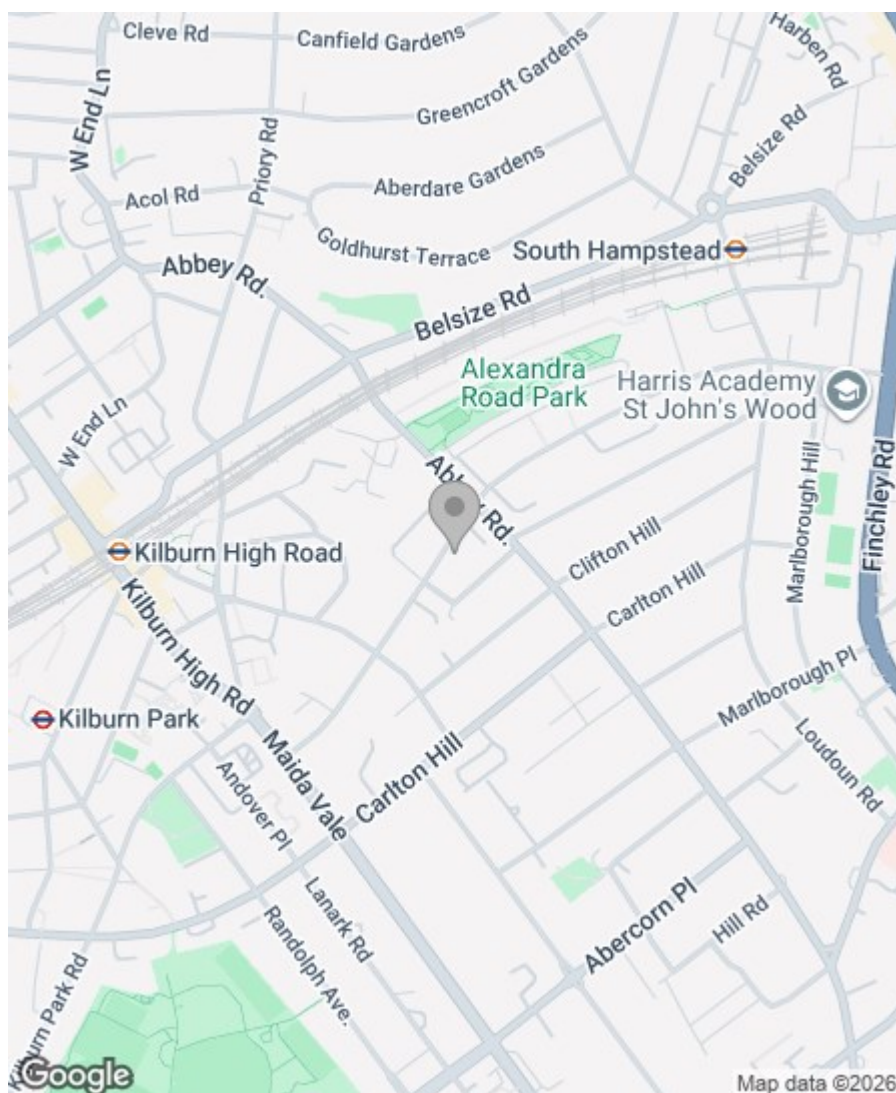 Cleve Rd
Canfield Gardens
Harben Rd
W End Ln
Greencroft Gardens
Priory Rd
Belsize Rd
Aberdare Gardens
Acol Rd
Goldhurst Terrace
South Hampstead
Abbey Rd.
Belsize Rd
Alexandra
Road Park
Harris Academy
St John's Wood
W End Ln
Abbey Rd.
Marlborough Hill
Finchley Rd
Kilburn High Road
Clifton Hill
Carlton Hill
Kilburn High Rd
Marlborough Pl
Kilburn Park
Maida Vale
Carlton Hill
Loudoun Rd
Andover Pl
Lanark Rd
Abercorn Pl
Hill Rd
Randolph Ave.
Kilburn Park Rd
Google
Map data ©2026